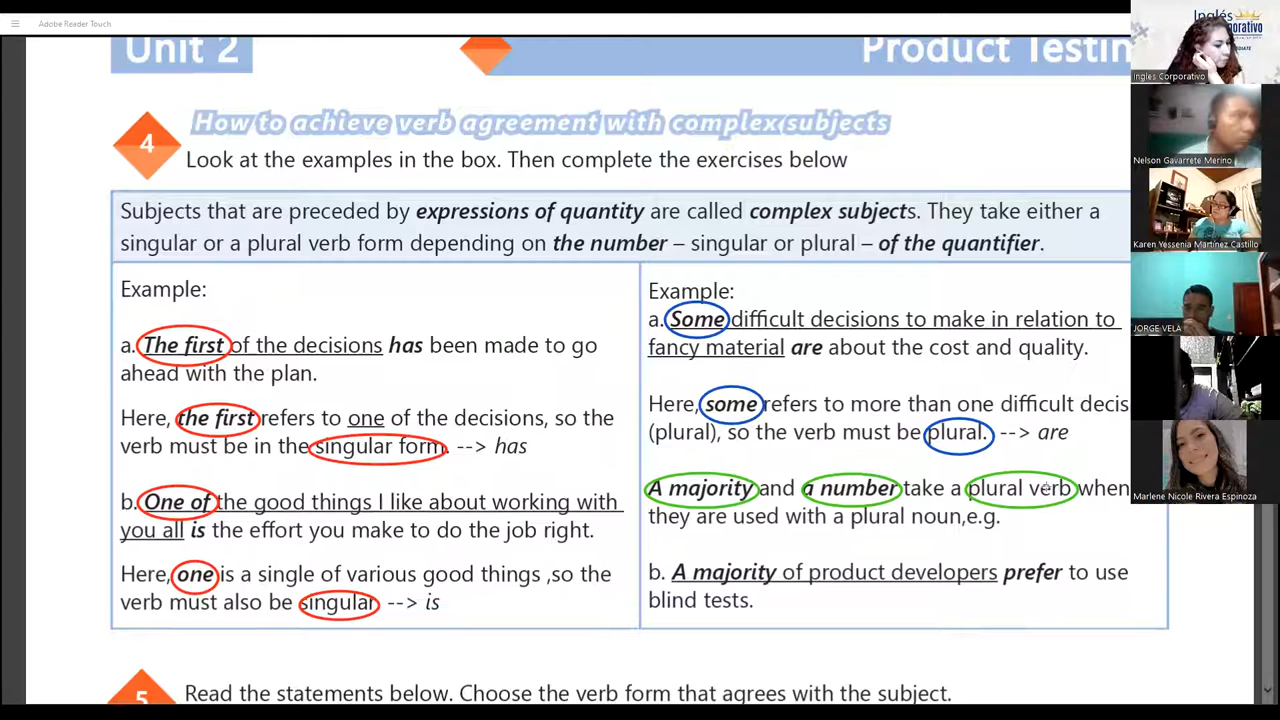 Adobe Reader Touch
Unit 2
Product Testin
4
How to achieve verb agreement with complex subjects
Look at the examples in the box. Then complete the exercises below
Subjects that are preceded by expressions of quantity are called complex subjects. They take either a
singular or a plural verb form depending on the number – singular or plural – of the quantifier.
Example:
a. The first of the decisions has been made to go
ahead with the plan.
Here, the first refers to one of the decisions, so the
verb must be in the singular form. --> has
b. One of the good things I like about working with
you all is the effort you make to do the job right.
Here, one is a single of various good things ,so the
verb must also be singular --> is
Example:
a. Some difficult decisions to make in relation to
fancy material are about the cost and quality.
Here, some refers to more than one difficult decis
(plural), so the verb must be plural. --> are
A majority and a number take a plural verb when
they are used with a plural noun,e.g.
b. A majority of product developers prefer to use
blind tests.
5
Read the statements below. Choose the verb form that agrees with the subject.
Inglés
orporativo
Ingles Corporativo
Nelson Gavarrete Merino
Karen Yessenia Martínez Castillo
JORGE VELA
Marlene Nicole Rivera Espinoza